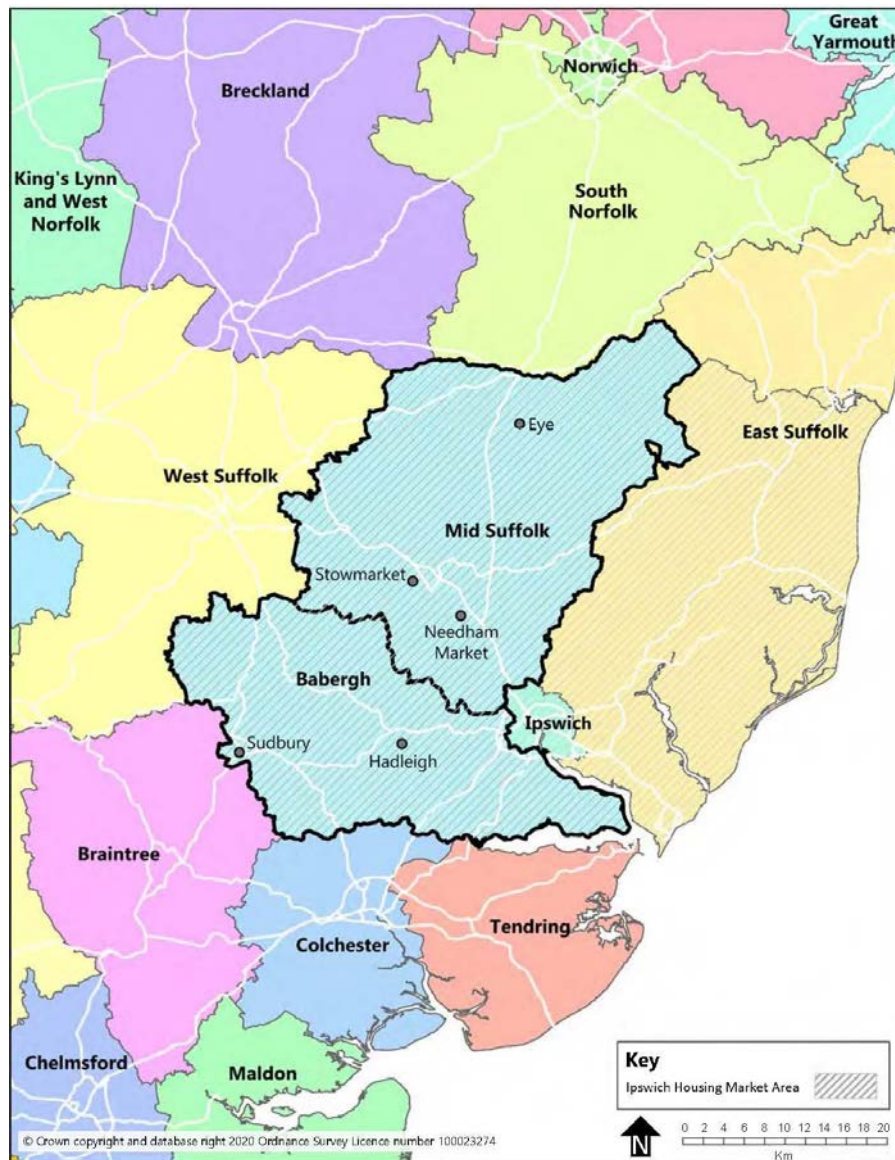 Great
Yarmouth
Norwich
Breckland
King's Lynn
and West
Norfolk
South
Norfolk
Eye
East Suffolk
West Suffolk
Mid Suffolk
Stowmarket
Needham
Market
Babergh
Ipswich
Sudbury
Hadleigh
Braintree
Tendring
Colchester
Chelmsford
Maldon
Key
Ipswich Housing Market Area
N
0 2 4 6 8 10 12 14 16 18 20
Km
© Crown copyright and database right 2020 Ordnance Survey Licence number 100023274